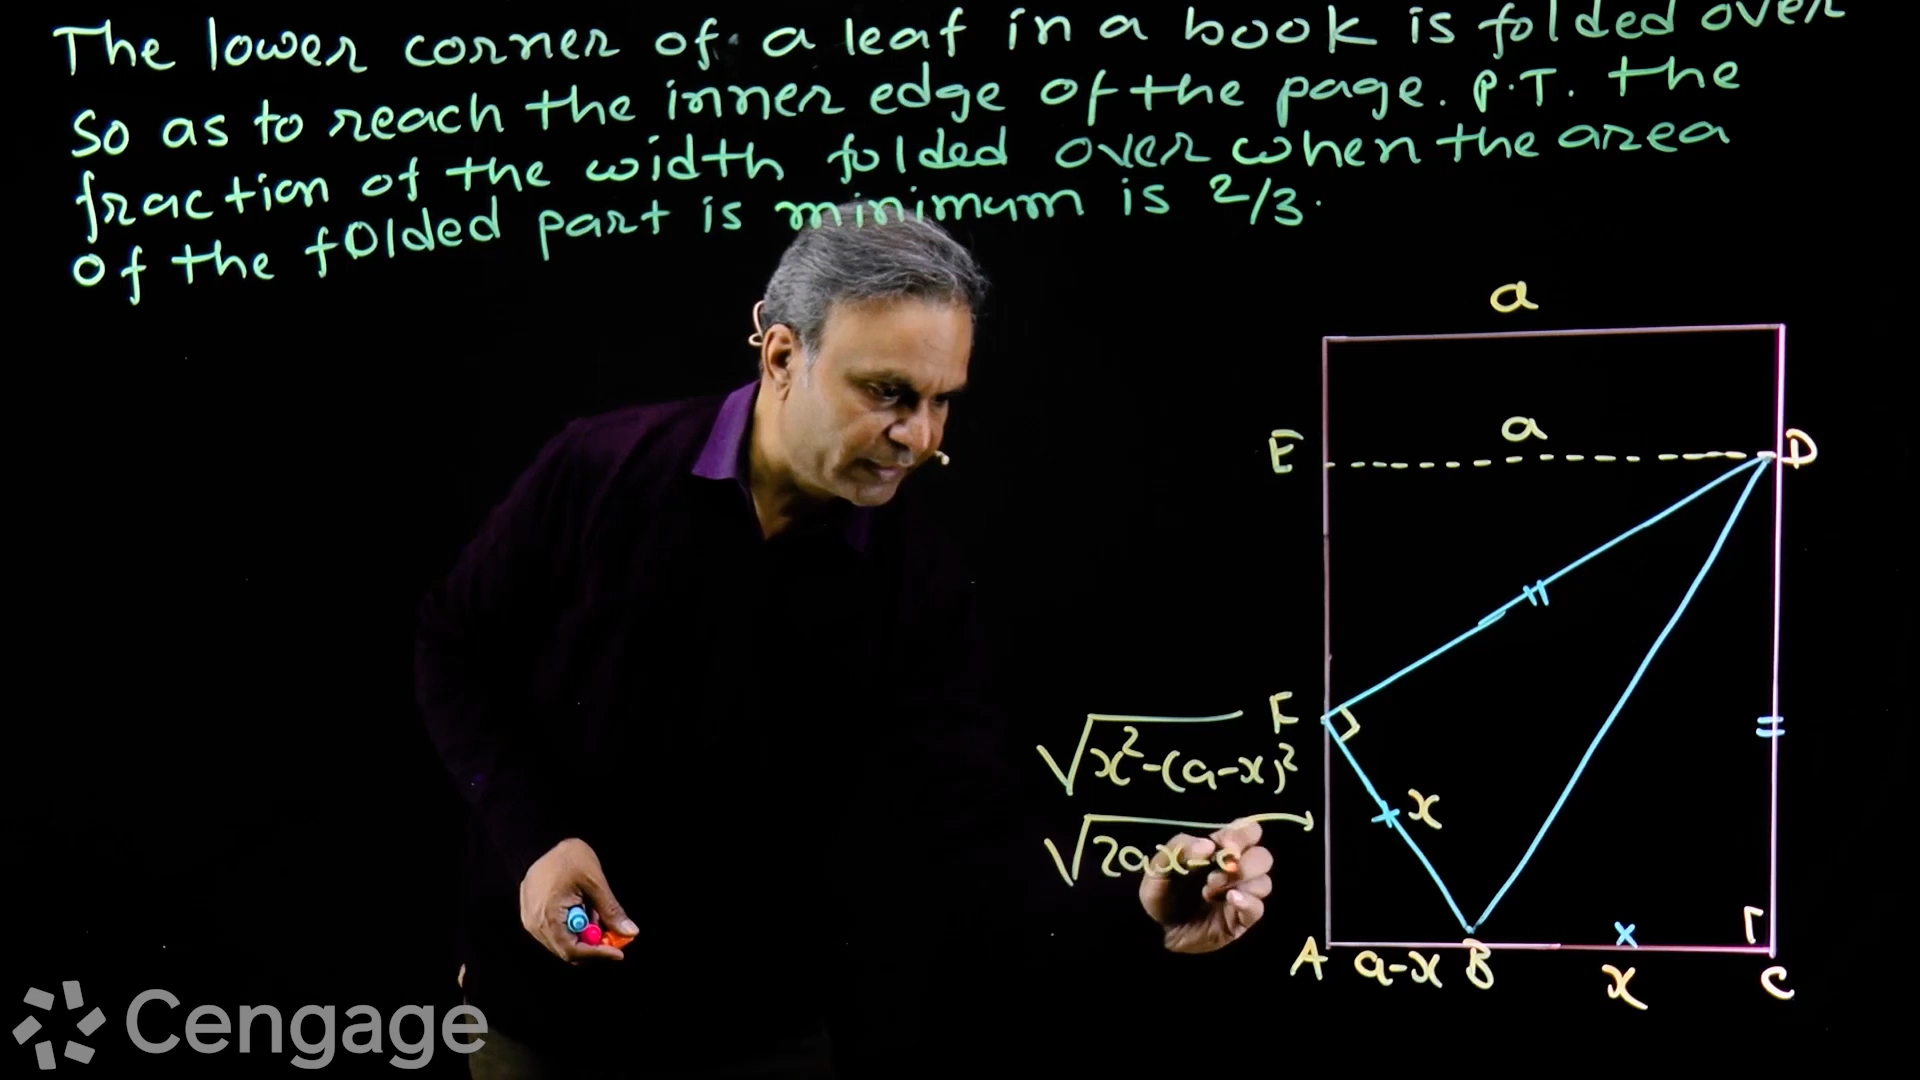 The lower corner of a leaf in a book is folded over
so as to reach the inner edge of the page. P.T. the
fraction of the width folded over when the area
of the folded part is minimum is 2/3.
a
E a D
F
√x²-(a-x)²
x
√2ax-
A a-x B x C
Cengage